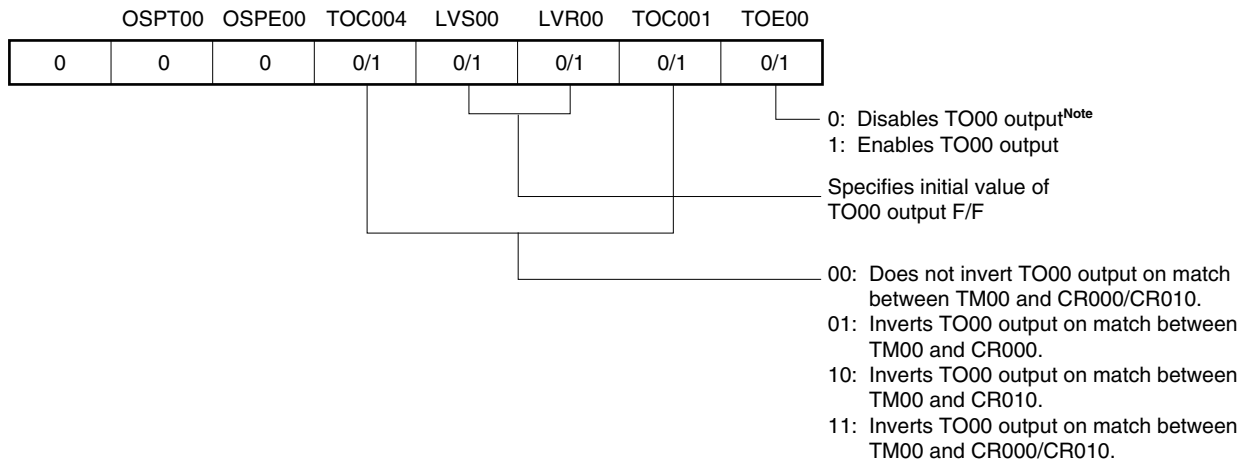 OSPT00 OSPE00 TOC004 LVS00 LVR00 TOC001 TOE00
0 0 0 0/1 0/1 0/1 0/1 0/1
0: Disables TO00 outputNote
1: Enables TO00 output
Specifies initial value of
TO00 output F/F
00: Does not invert TO00 output on match
between TM00 and CR000/CR010.
01: Inverts TO00 output on match between
TM00 and CR000.
10: Inverts TO00 output on match between
TM00 and CR010.
11: Inverts TO00 output on match between
TM00 and CR000/CR010.